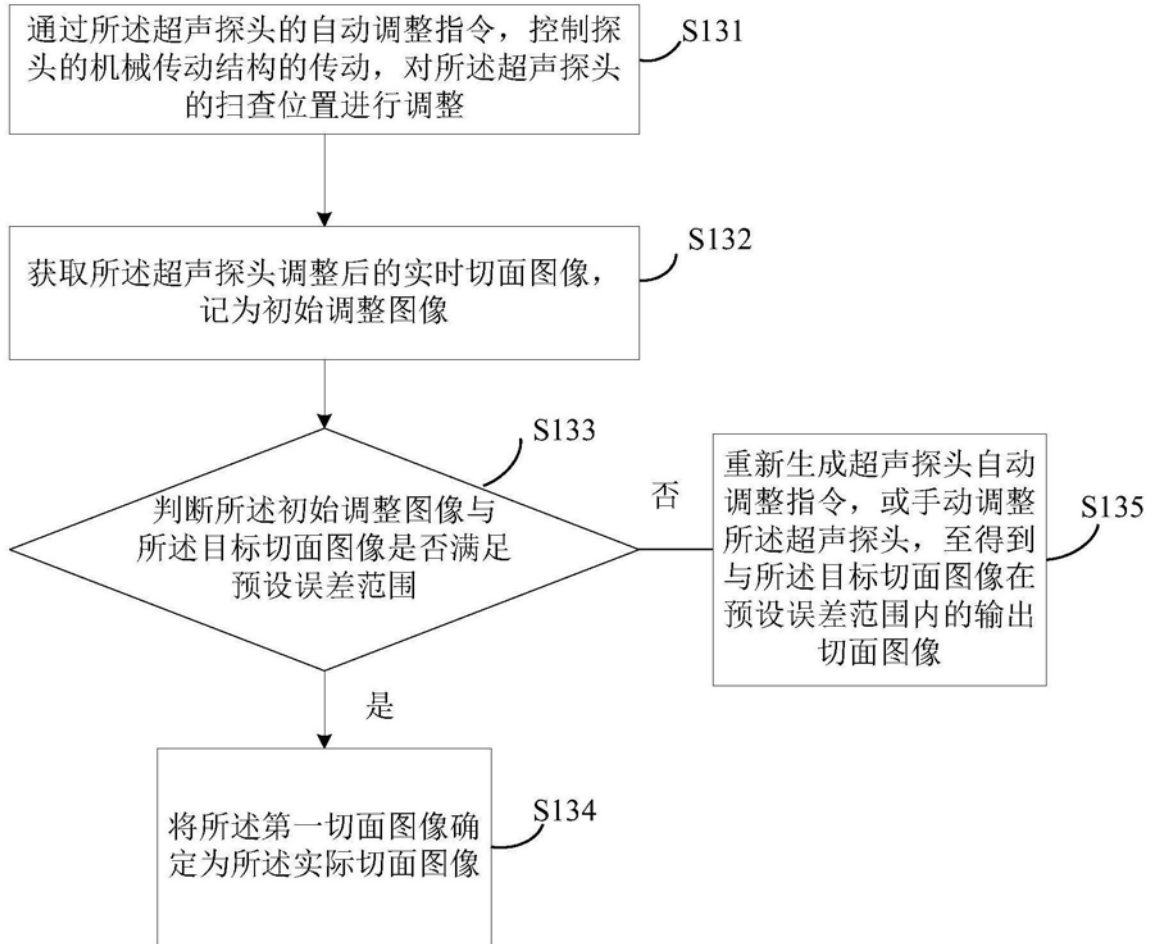 通过所述超声探头的自动调整指令，控制探
头的机械传动结构的传动，对所述超声探头
的扫查位置进行调整
S131
获取所述超声探头调整后的实时切面图像，
记为初始调整图像
S132
判断所述初始调整图像与
所述目标切面图像是否满足
预设误差范围
S133
否
重新生成超声探头自动
调整指令，或手动调整
所述超声探头，至得到
与所述目标切面图像在
预设误差范围内的输出
切面图像
S135
是
将所述第一切面图像确
定为所述实际切面图像
S134